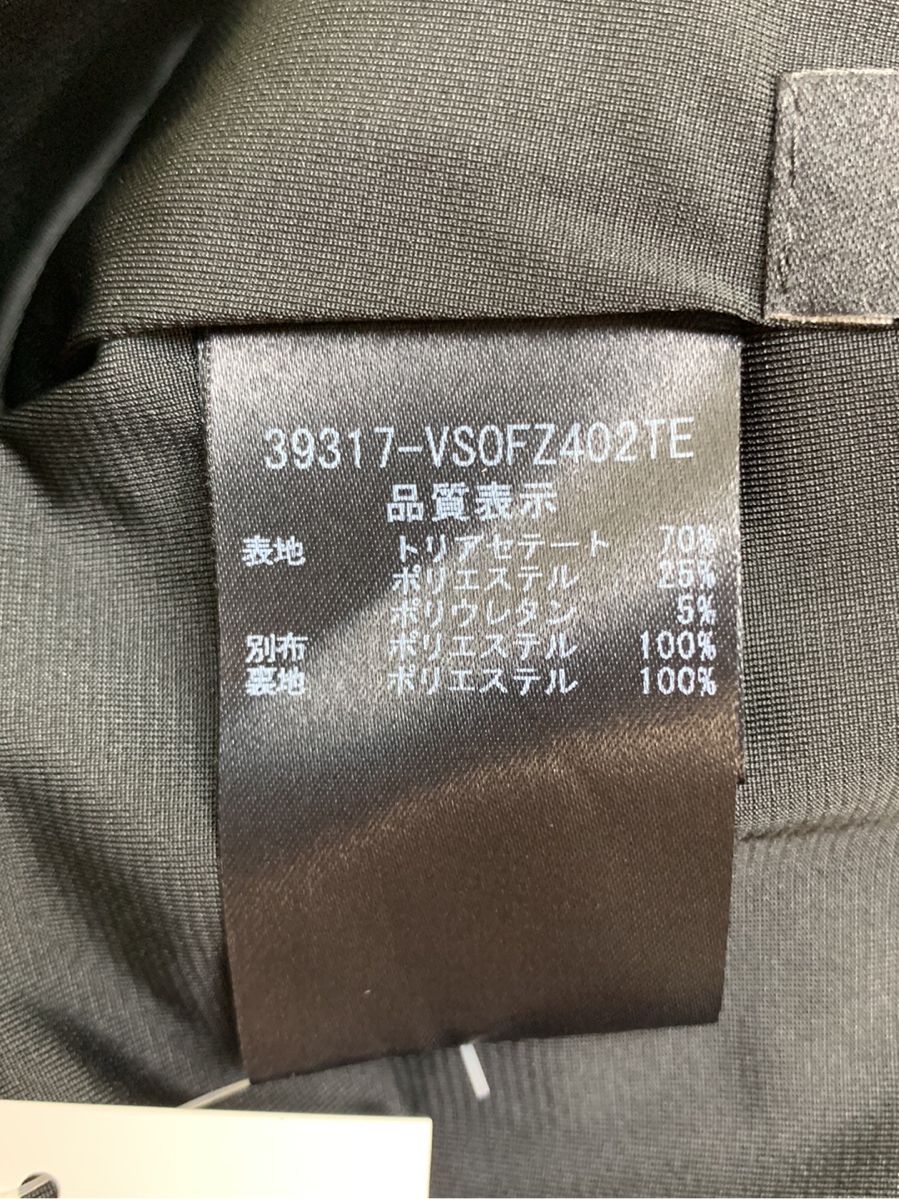 39317-VS0FZ402TE
品質表示
表地 トリアセテート 70%
ポリエステル 25%
ポリウレタン 5%
別布 ポリエステル 100%
裏地 ポリエステル 100%